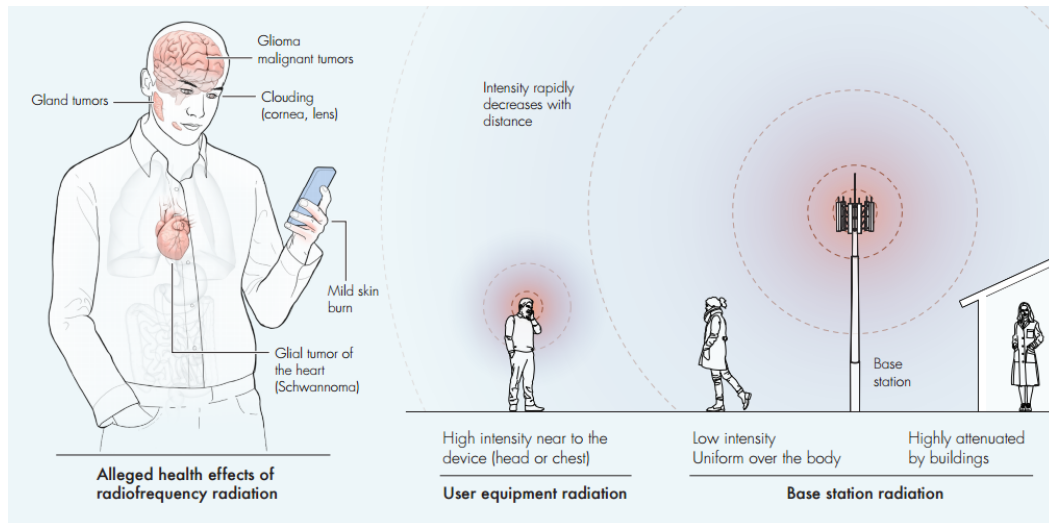 Glioma
malignant tumors
Gland tumors
Clouding
(cornea, lens)
Mild skin
burn
Glial tumor of
the heart
(Schwannoma)
Alleged health effects of
radiofrequency radiation
Intensity rapidly
decreases with
distance
High intensity near to the
device (head or chest)
User equipment radiation
Base
station
Low intensity
Uniform over the body
Highly attenuated
by buildings
Base station radiation